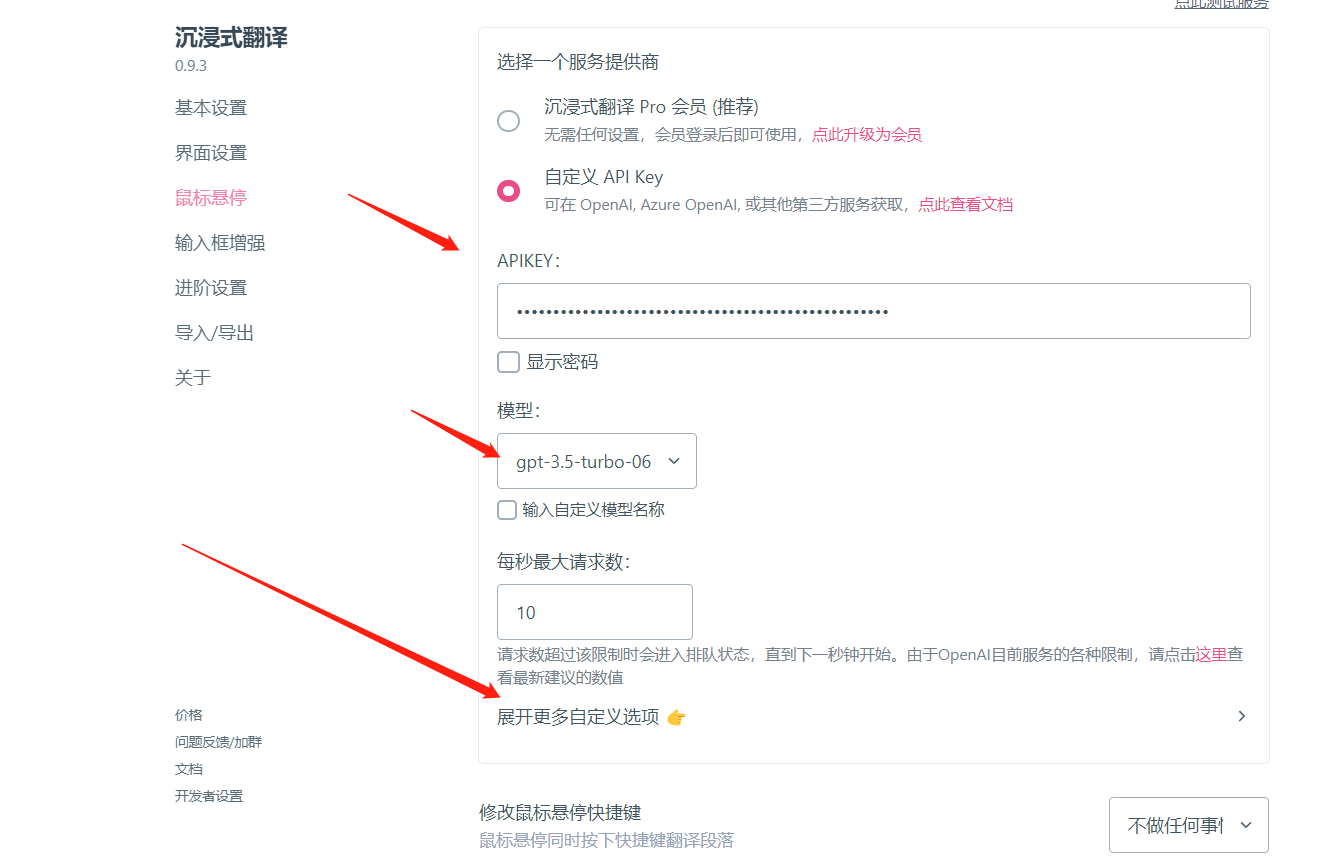 点此测试服务
沉浸式翻译
0.9.3
基本设置
界面设置
鼠标悬停
输入框增强
进阶设置
导入/导出
关于
价格
问题反馈/加群
文档
开发者设置
选择一个服务提供商
沉浸式翻译 Pro 会员 (推荐)
无需任何设置，会员登录后即可使用，点此升级为会员
自定义 API Key
可在 OpenAI, Azure OpenAI, 或其他第三方服务获取，点此查看文档
APIKEY：
••••••••••••••••••••••••••••••••••••••••••••••••••••
显示密码
模型：
gpt-3.5-turbo-06
输入自定义模型名称
每秒最大请求数：
10
请求数超过该限制时会进入排队状态，直到下一秒钟开始。由于OpenAI目前服务的各种限制，请点击这里查
看最新建议的数值
展开更多自定义选项 👉
修改鼠标悬停快捷键
鼠标悬停同时按下快捷键翻译段落
不做任何事情